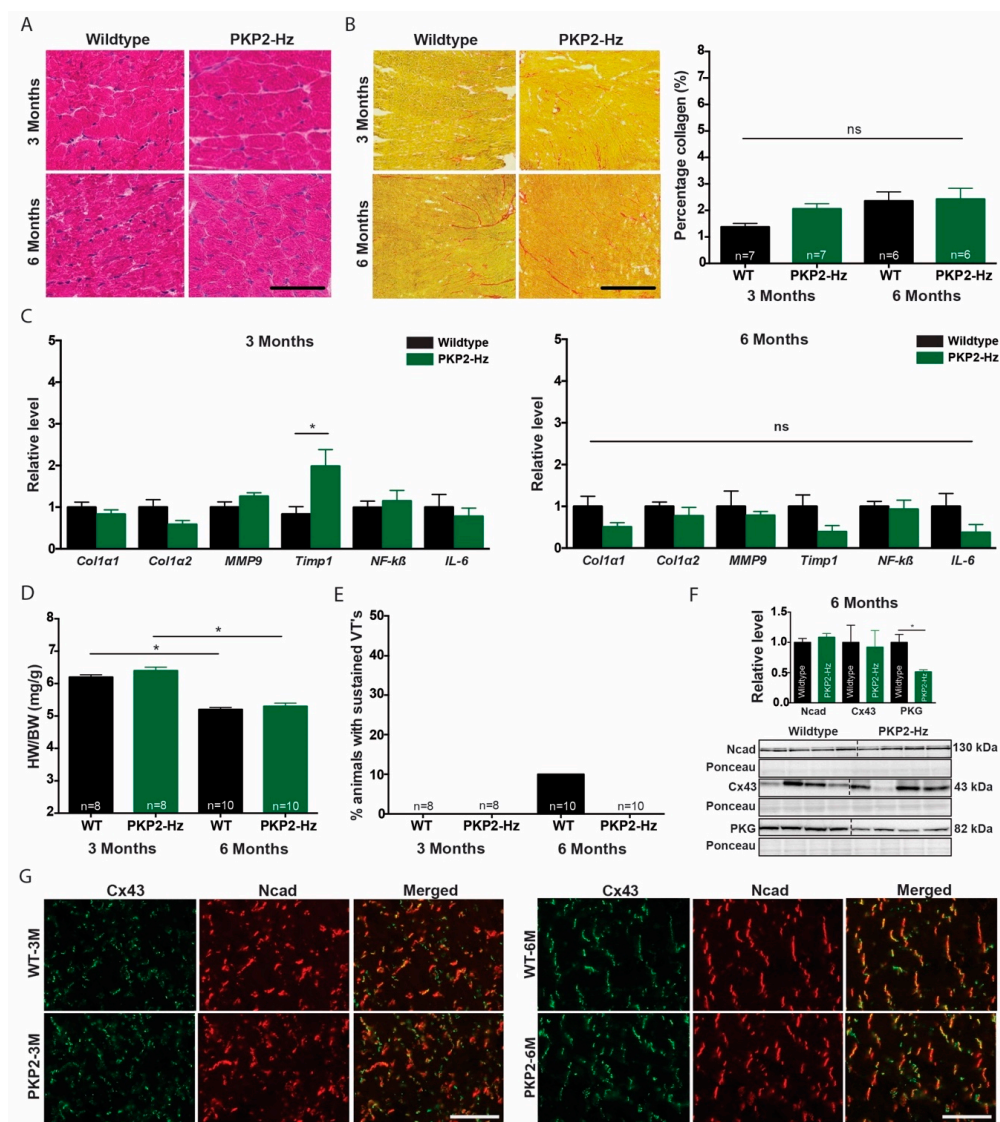 A
Wildtype PKP2-Hz
3 Months
6 Months
B
Wildtype PKP2-Hz
3 Months
6 Months
Percentage collagen (%)
8
7
6
5
4
3
2
1
0
ns
n=7 n=7 n=6 n=6
WT PKP2-Hz WT PKP2-Hz
3 Months 6 Months
C
3 Months
Wildtype
PKP2-Hz
Relative level
5
4
3
2
1
0
*
Col1α1 Col1α2 MMP9 Timp1 NF-kß IL-6
6 Months
Wildtype
PKP2-Hz
Relative level
5
4
3
2
1
0
ns
Col1α1 Col1α2 MMP9 Timp1 NF-kß IL-6
D
HW/BW (mg/g)
8
7
6
5
4
3
2
*
*
n=8 n=8 n=10 n=10
WT PKP2-Hz WT PKP2-Hz
3 Months 6 Months
E
% animals with sustained VT's
50
40
30
20
10
0
n=8 n=8 n=10 n=10
WT PKP2-Hz WT PKP2-Hz
3 Months 6 Months
F
6 Months
Relative level
1.5
1.0
0.5
0.0
*
Wildtype PKP2-Hz Wildtype PKP2-Hz Wildtype PKP2-Hz
Ncad Cx43 PKG
Wildtype PKP2-Hz
Ncad 130 kDa
Ponceau
Cx43 43 kDa
Ponceau
PKG 82 kDa
Ponceau
G
Cx43 Ncad Merged
WT-3M
PKP2-3M
Cx43 Ncad Merged
WT-6M
PKP2-6M